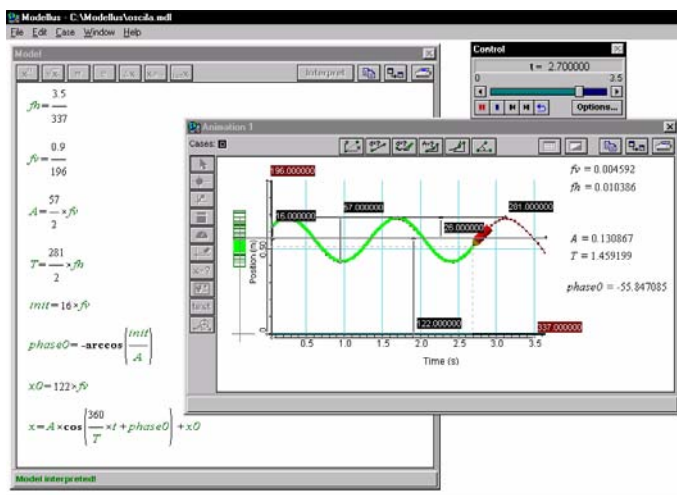 Modellus - C:\Modellus\oscila.mdl
File Edit Case Window Help
Model
Interpret
fh= 3.5
337
fv= 0.9
196
A= 57
2 ×fv
T= 281
2 ×fh
init=16×fv
phase0= -arccos(init
A)
x0=122×fv
x=A×cos(360
T ×t+phase0)+x0
Model interpreted!
Control
t = 2.700000
0 3.5
Options...
Animation 1
Cases:
x=?
text
196.000000
16.000000
57.000000
281.000000
26.000000
122.000000
337.000000
Position (m)
0.50
0
0.5 1.0 1.5 2.0 2.5 3.0 3.5
Time (s)
fv = 0.004592
fh = 0.010386
A = 0.130867
T = 1.459199
phase0 = -55.847085